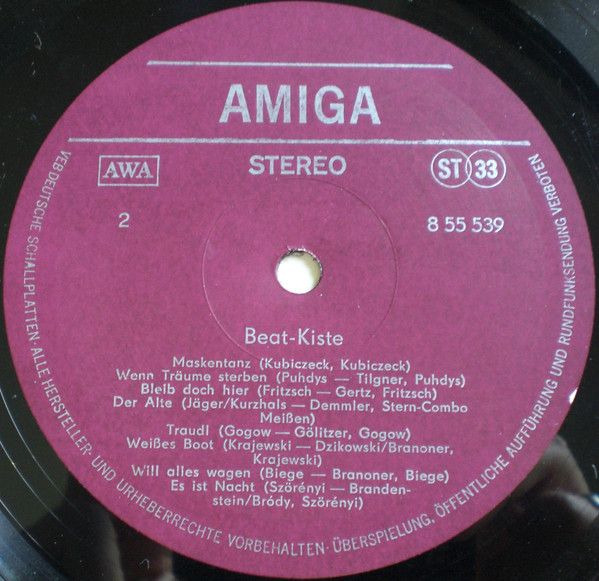 AMIGA
AWA
STEREO
ST 33
2
8 55 539
Beat-Kiste
Maskentanz (Kubiczeck, Kubiczeck)
Wenn Träume sterben (Puhdys — Tilgner, Puhdys)
Bleib doch hier (Fritzsch — Gertz, Fritzsch)
Der Alte (Jäger/Kurzhals — Demmler, Stern-Combo
Meißen)
Traudl (Gogow — Gölitzer, Gogow)
Weißes Boot (Krajewski — Dzikowski/Branoner,
Krajewski)
Will alles wagen (Biege — Branoner, Biege)
Es ist Nacht (Szörényi — Branden-
stein/Bródy, Szörényi)
VEB DEUTSCHE SCHALLPLATTEN · ALLE HERSTELLER- UND URHEBERRECHTE VORBEHALTEN · ÜBERSPIELUNG, ÖFFENTLICHE AUFFÜHRUNG UND RUNDFUNKSENDUNG VERBOTEN